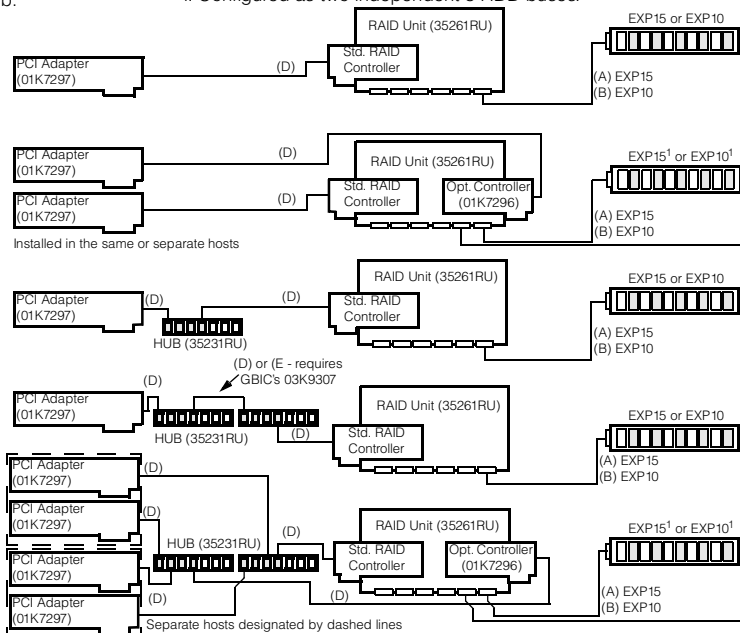 b.
RAID Unit (35261RU)
EXP15 or EXP10
Std. RAID
Controller
PCI Adapter
(01K7297)
(D)
(A) EXP15
(B) EXP10
PCI Adapter
(01K7297)
(D)
RAID Unit (35261RU)
EXP15¹ or EXP10¹
PCI Adapter
(01K7297)
(D)
Std. RAID
Controller
Opt. Controller
(01K7296)
(A) EXP15
(B) EXP10
Installed in the same or separate hosts
RAID Unit (35261RU)
EXP15 or EXP10
PCI Adapter
(01K7297)
(D)
(D)
Std. RAID
Controller
HUB (35231RU)
(A) EXP15
(B) EXP10
(D) or (E - requires
GBIC's 03K9307
(D)
PCI Adapter
(01K7297)
RAID Unit (35261RU)
EXP15 or EXP10
HUB (35231RU)
(D)
Std. RAID
Controller
(A) EXP15
(B) EXP10
PCI Adapter
(01K7297)
(D)
PCI Adapter
(01K7297)
(D)
RAID Unit (35261RU)
EXP15¹ or EXP10¹
HUB (35231RU)
(D)
Std. RAID
Controller
Opt. Controller
(01K7296)
PCI Adapter
(01K7297)
(D)
(D)
(A) EXP15
(B) EXP10
PCI Adapter
(01K7297)
Separate hosts designated by dashed lines